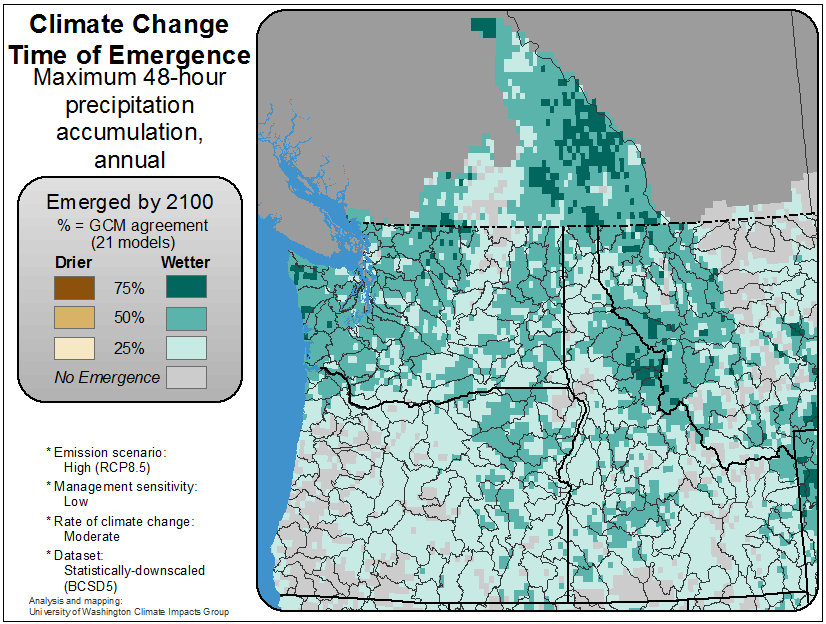 Climate Change
Time of Emergence
Maximum 48-hour
precipitation
accumulation,
annual
Emerged by 2100
% = GCM agreement
(21 models)
Drier Wetter
75%
50%
25%
No Emergence
* Emission scenario:
High (RCP8.5)
* Management sensitivity:
Low
* Rate of climate change:
Moderate
* Dataset:
Statistically-downscaled
(BCSD5)
Analysis and mapping:
University of Washington Climate Impacts Group